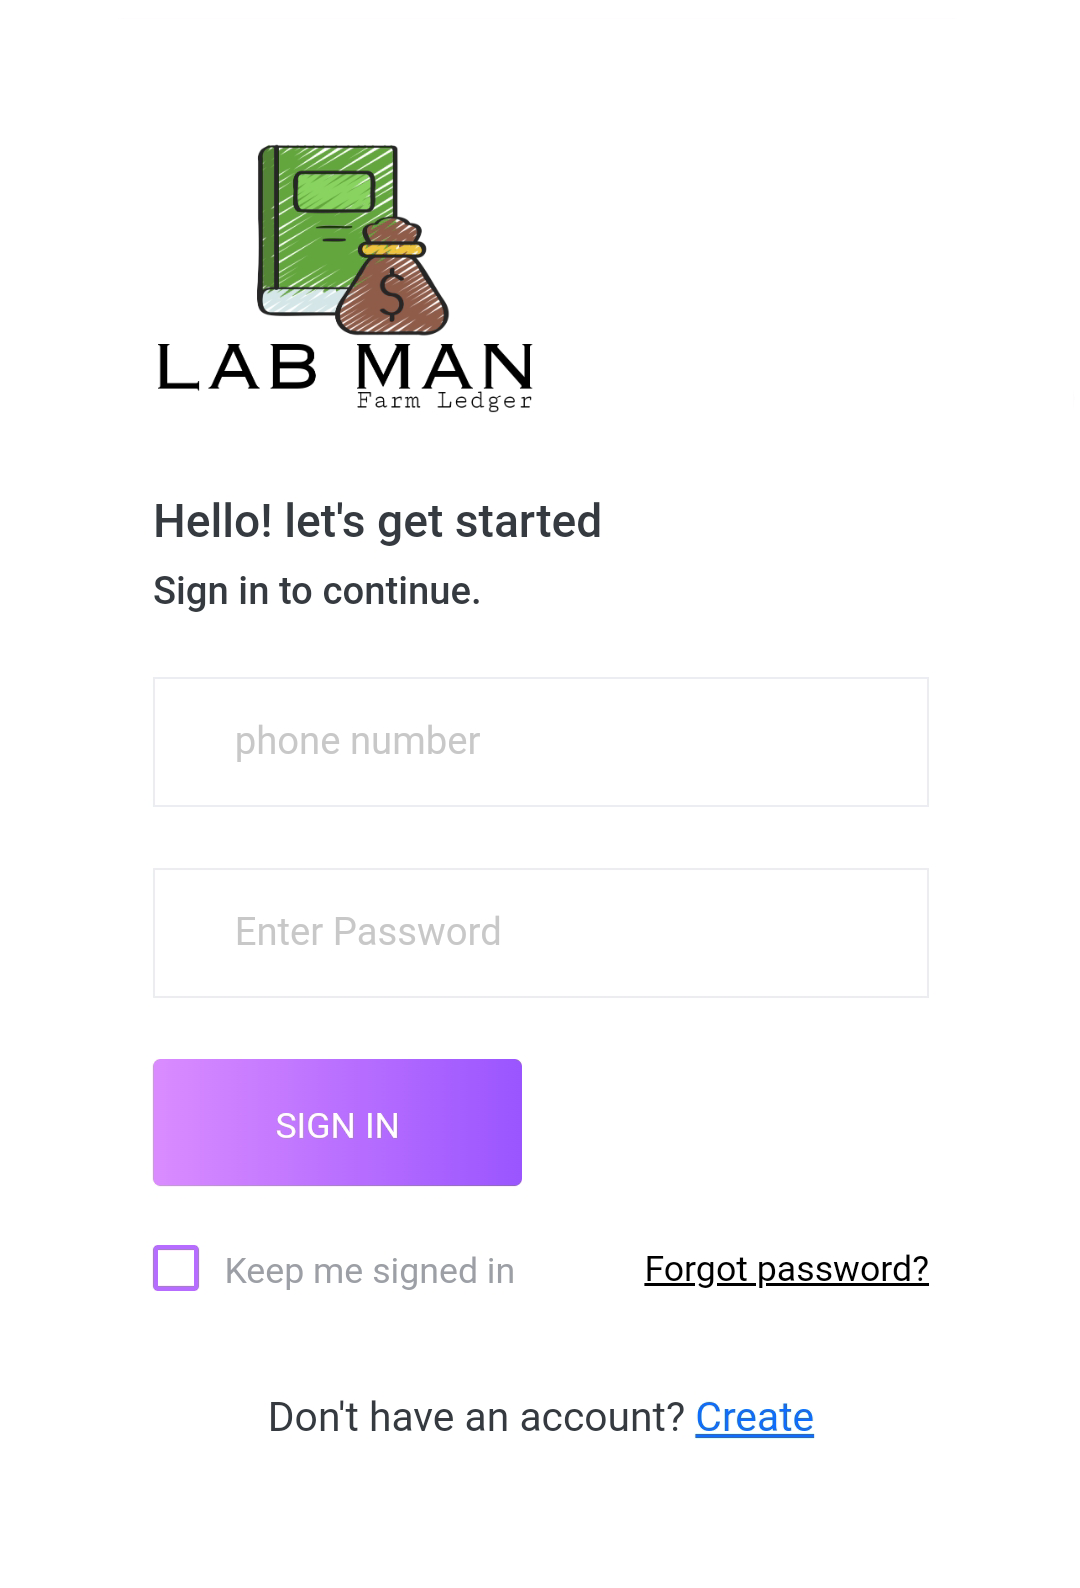 $
LAB MAN
Farm Ledger
Hello! let's get started
Sign in to continue.
phone number
Enter Password
SIGN IN
Keep me signed in Forgot password?
Don't have an account? Create